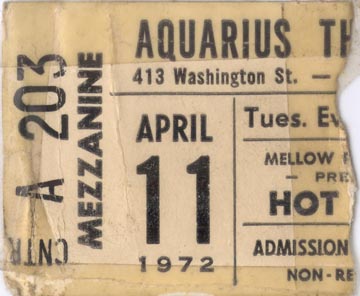 CNTR A 203
MEZZANINE
AQUARIUS TH
413 Washington St. —
APRIL
11
1972
Tues. Ev
MELLOW
— PRE
HOT
ADMISSION
NON-RE